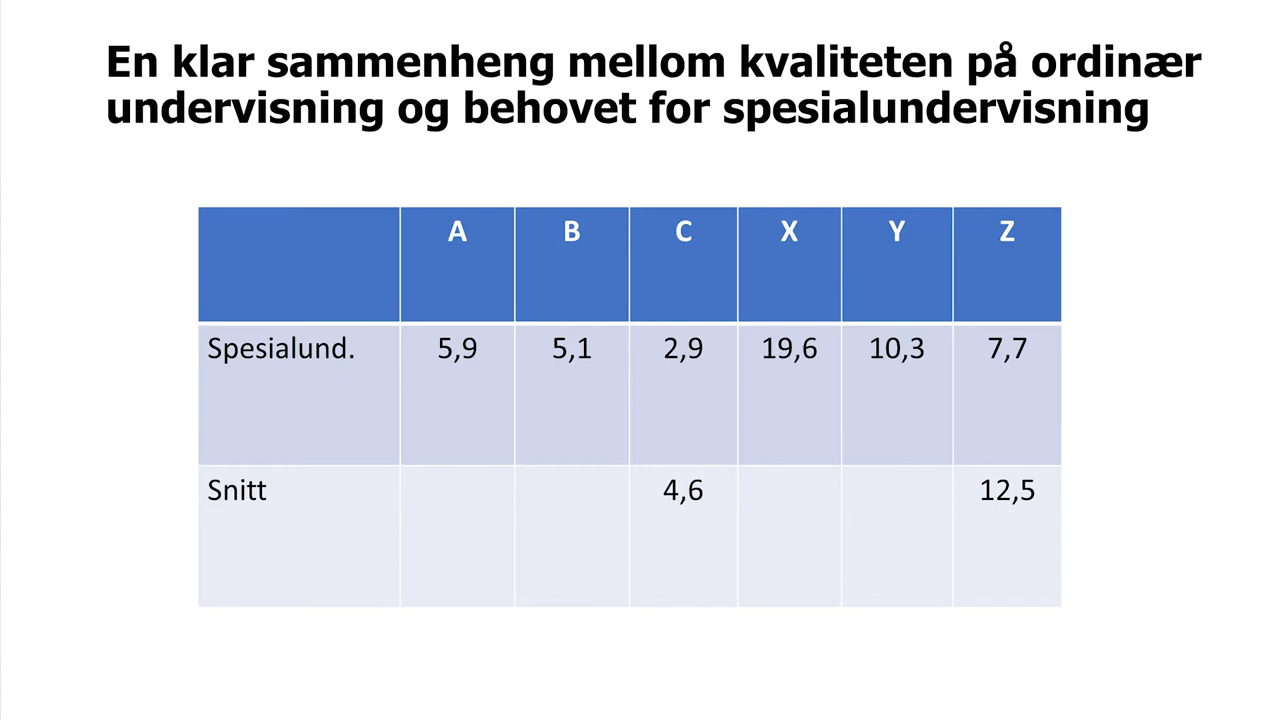 En klar sammenheng mellom kvaliteten på ordinær
undervisning og behovet for spesialundervisning
A B C X Y Z
Spesialund. 5,9 5,1 2,9 19,6 10,3 7,7
Snitt 4,6 12,5